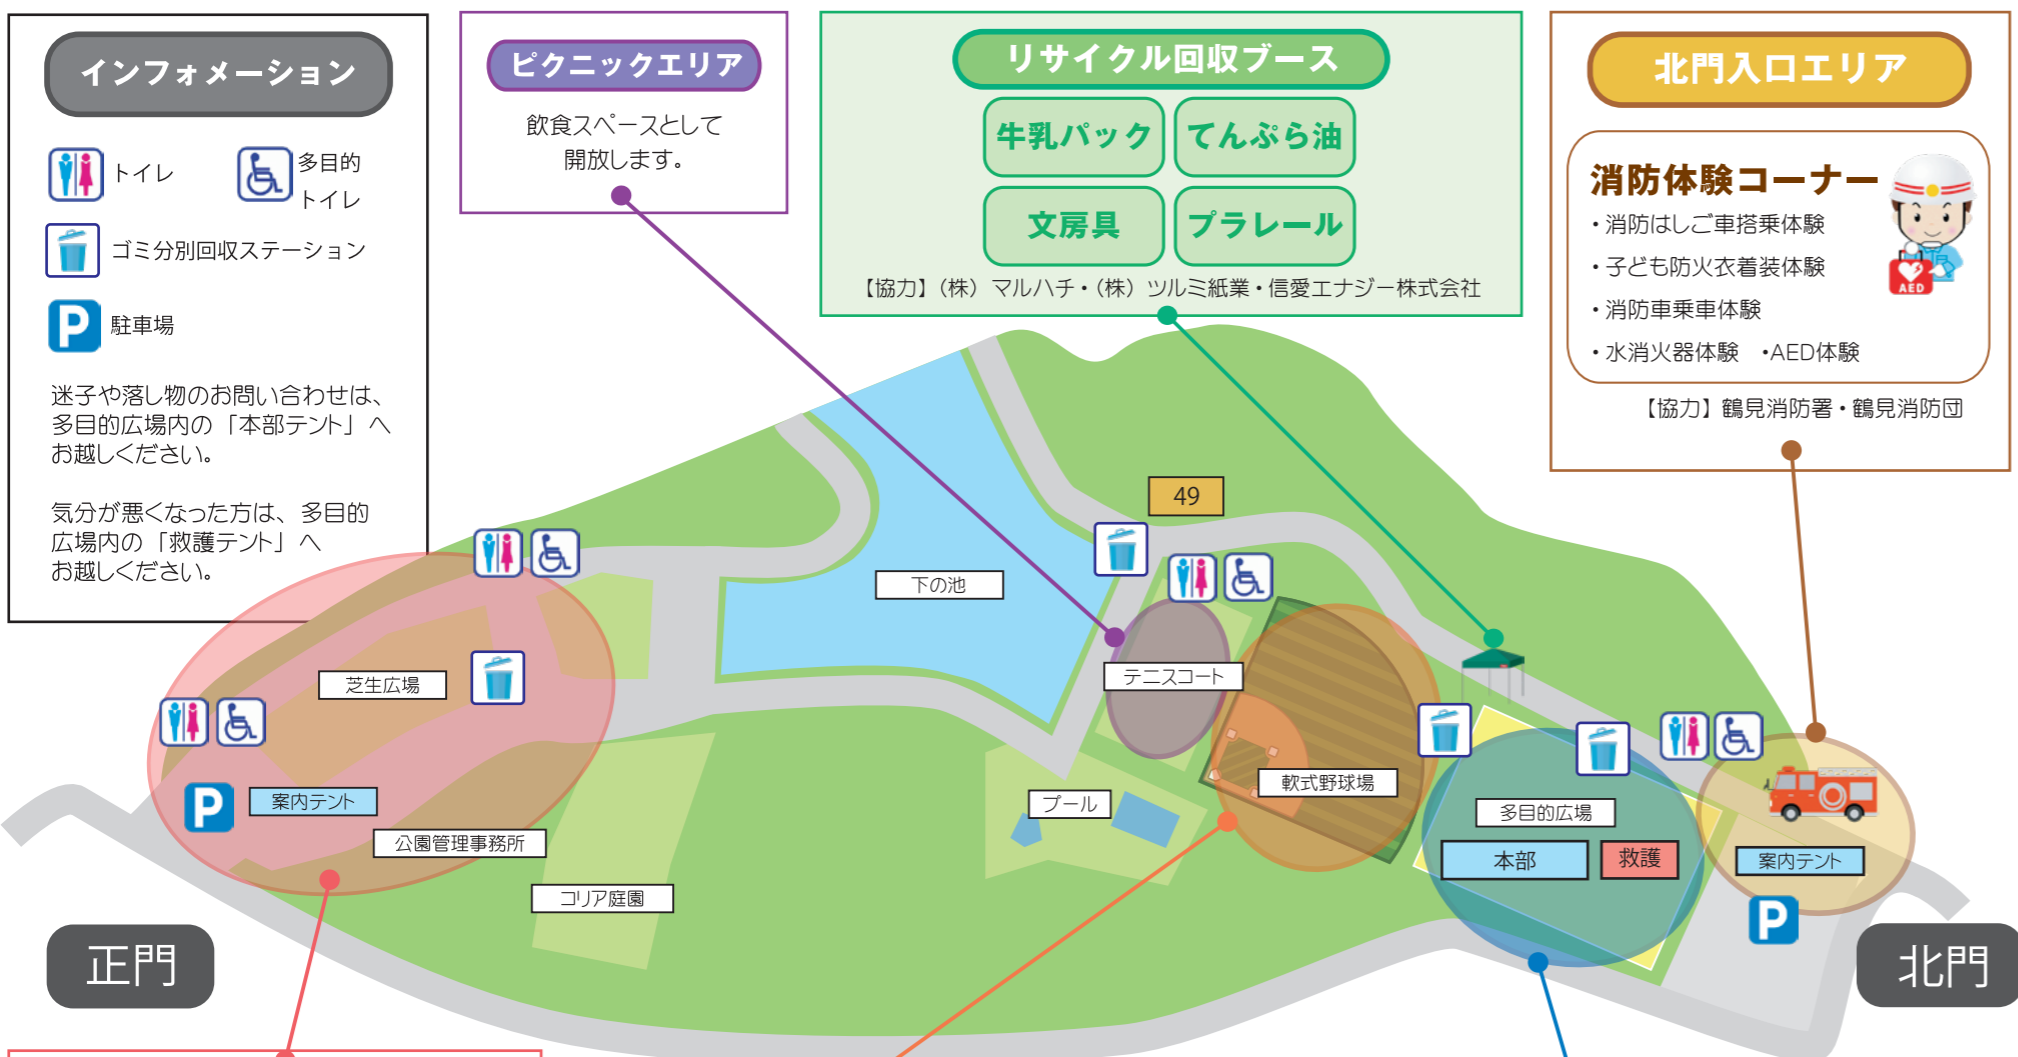 インフォメーション
トイレ
多目的
トイレ
ゴミ分別回収ステーション
P 駐車場
迷子や落し物のお問い合わせは、
多目的広場内の「本部テント」へ
お越しください。
気分が悪くなった方は、多目的
広場内の「救護テント」へ
お越しください。
ピクニックエリア
飲食スペースとして
開放します。
リサイクル回収ブース
牛乳パック
てんぷら油
文房具
プラレール
【協力】（株）マルハチ・（株）ツルミ紙業・信愛エナジー株式会社
北門入口エリア
消防体験コーナー
・消防はしご車搭乗体験
・子ども防火衣着装体験
・消防車乗車体験
・水消火器体験　・AED体験
AED
【協力】鶴見消防署・鶴見消防団
49
下の池
テニスコート
芝生広場
P
案内テント
公園管理事務所
コリア庭園
プール
軟式野球場
多目的広場
本部
救護
案内テント
P
正門
北門